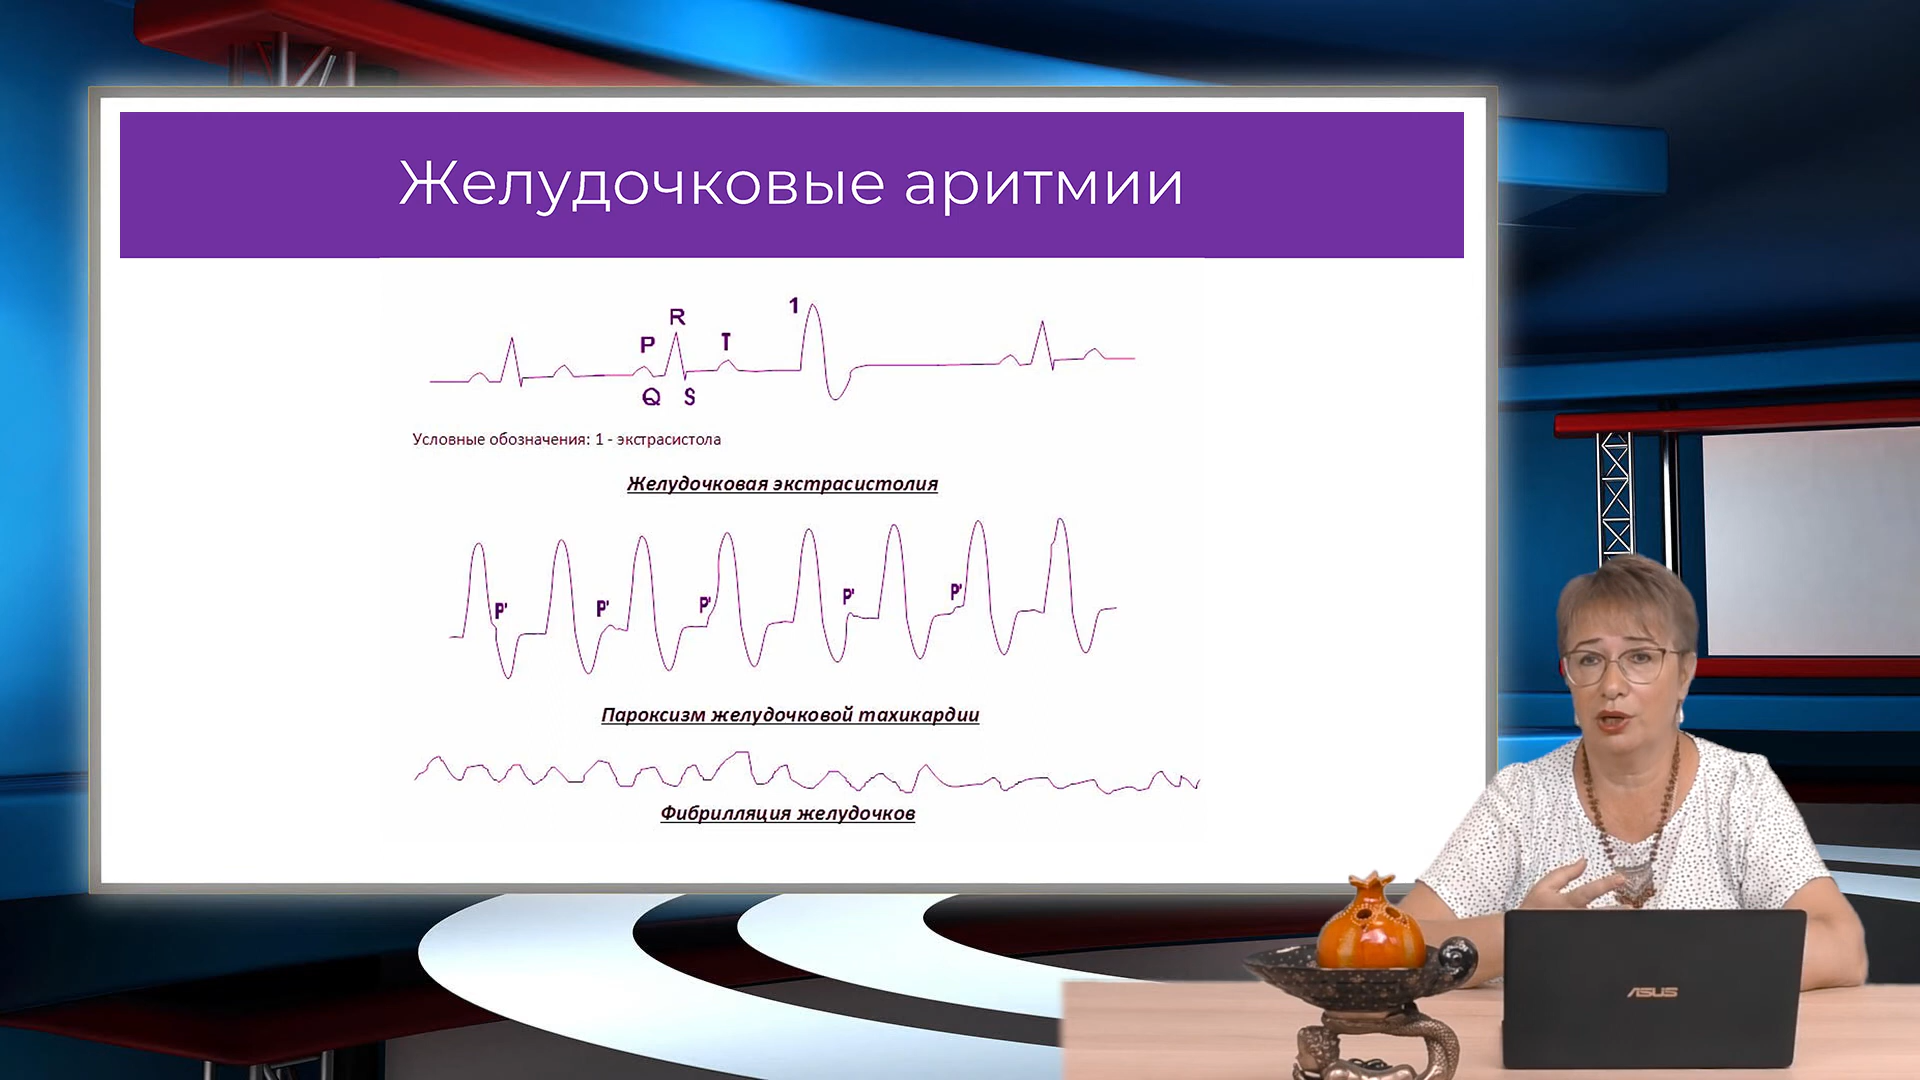 Желудочковые аритмии
1
R
P
T
Q S
Условные обозначения: 1 - экстрасистола
Желудочковая экстрасистолия
P' P' P' P' P'
Пароксизм желудочковой тахикардии
Фибрилляция желудочков
ASUS